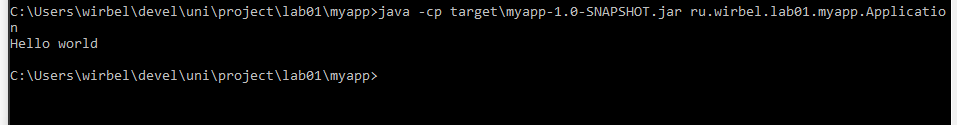 C:\Users\wirbel\devel\uni\project\lab01\myapp>java -cp target\myapp-1.0-SNAPSHOT.jar ru.wirbel.lab01.myapp.Applicatio
n
Hello world
C:\Users\wirbel\devel\uni\project\lab01\myapp>